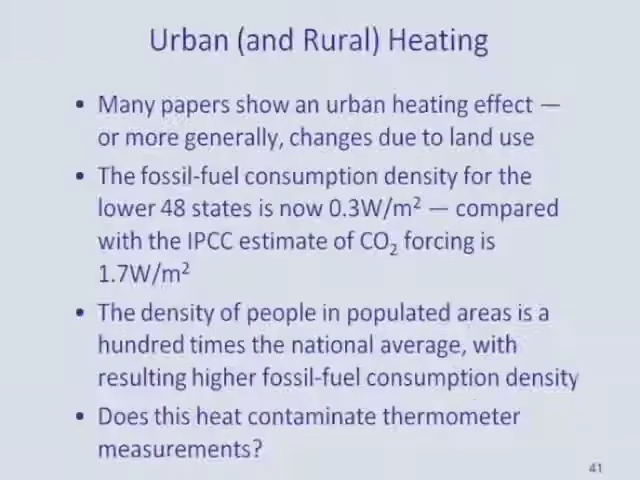 Urban (and Rural) Heating
• Many papers show an urban heating effect —
or more generally, changes due to land use
• The fossil-fuel consumption density for the
lower 48 states is now 0.3W/m² — compared
with the IPCC estimate of CO₂ forcing is
1.7W/m²
• The density of people in populated areas is a
hundred times the national average, with
resulting higher fossil-fuel consumption density
• Does this heat contaminate thermometer
measurements?
41